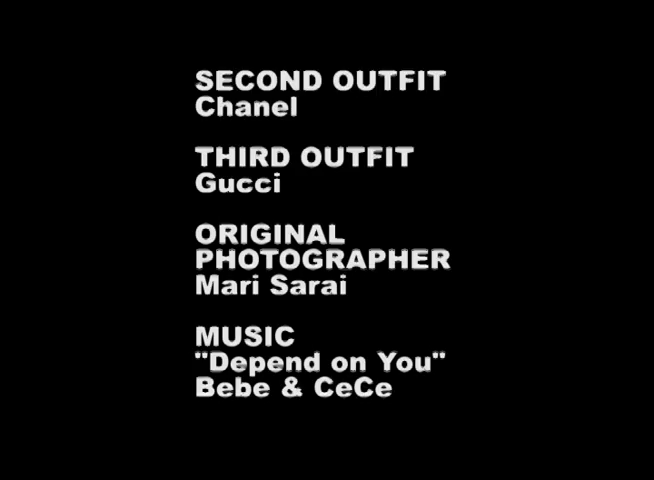 SECOND OUTFIT
Chanel
THIRD OUTFIT
Gucci
ORIGINAL
PHOTOGRAPHER
Mari Sarai
MUSIC
"Depend on You"
Bebe & CeCe